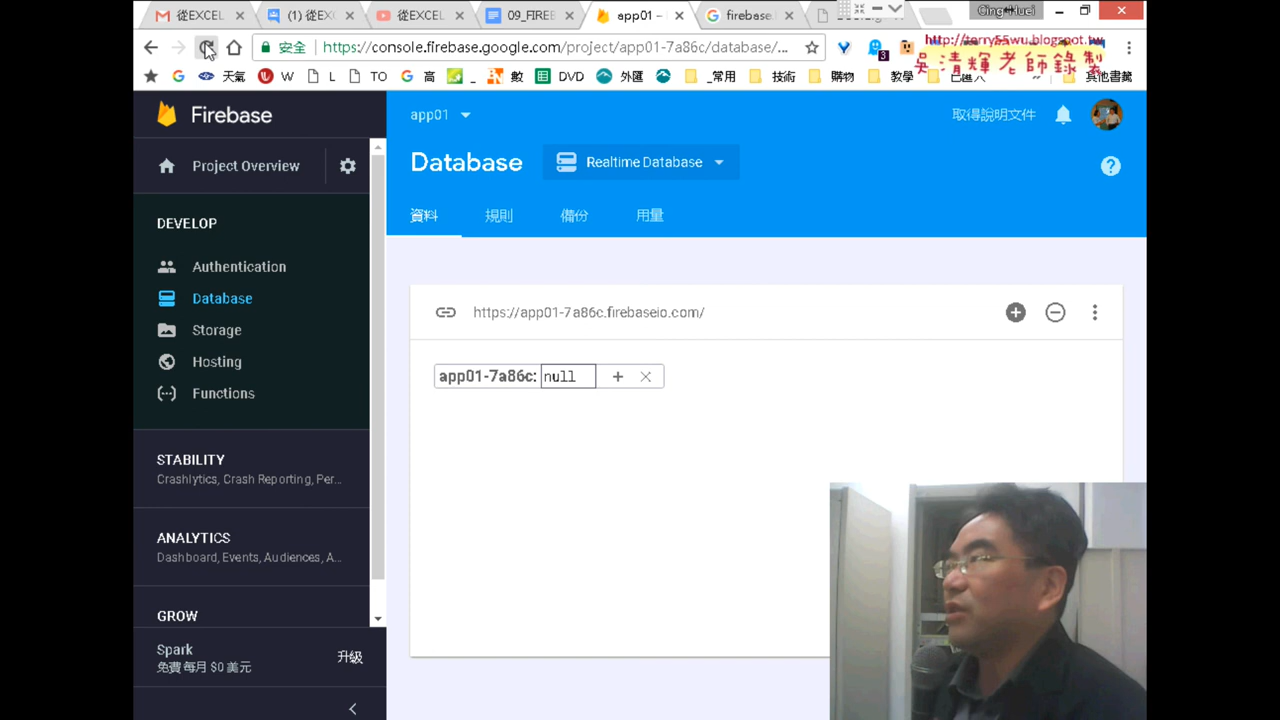 從EXCEL
(1) 從EXC
從EXCEL
09_FIREB
app01 –
firebase
Cing-Huei
安全
https://console.firebase.google.com/project/app01-7a86c/database/...
3
http://terry55wu.blogspot.tw
吳清輝老師錄製
天氣
W
L
TO
高
_
數
DVD
外匯
_常用
技術
購物
教學
其他書籤
Firebase
app01
取得說明文件
Project Overview
Database
Realtime Database
資料
規則
備份
用量
DEVELOP
Authentication
Database
Storage
Hosting
Functions
https://app01-7a86c.firebaseio.com/
app01-7a86c: null
STABILITY
Crashlytics, Crash Reporting, Per...
ANALYTICS
Dashboard, Events, Audiences, A...
GROW
Spark
免費 每月 $0 美元
升級